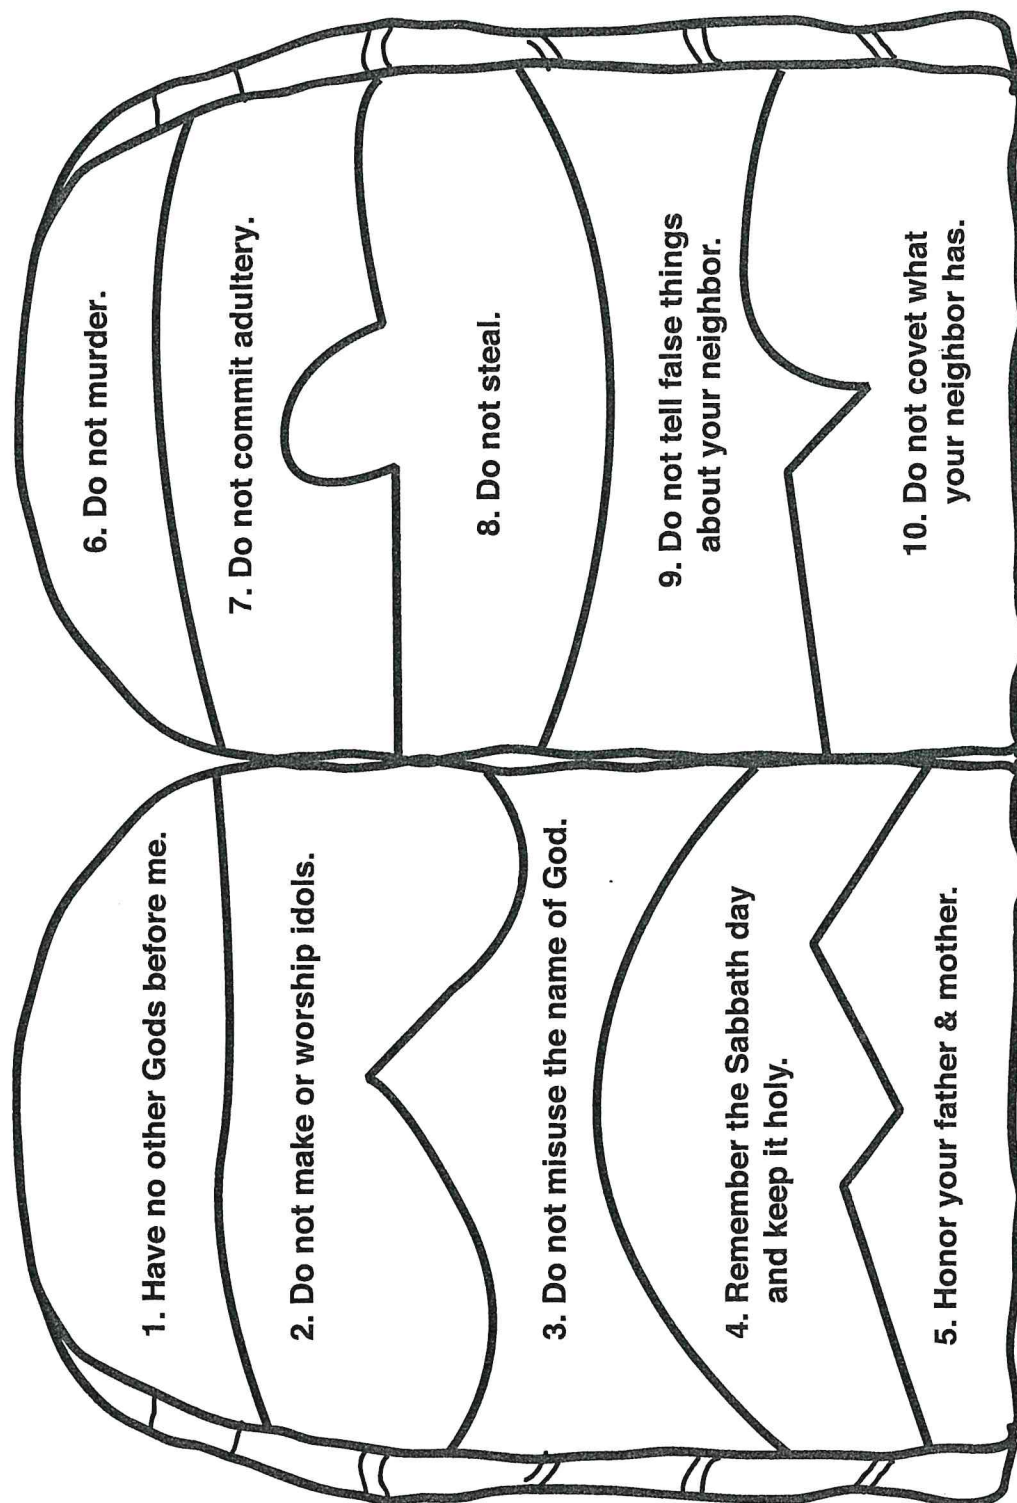 1. Have no other Gods before me.
2. Do not make or worship idols.
3. Do not misuse the name of God.
4. Remember the Sabbath day
and keep it holy.
5. Honor your father & mother.
6. Do not murder.
7. Do not commit adultery.
8. Do not steal.
9. Do not tell false things
about your neighbor.
10. Do not covet what
your neighbor has.